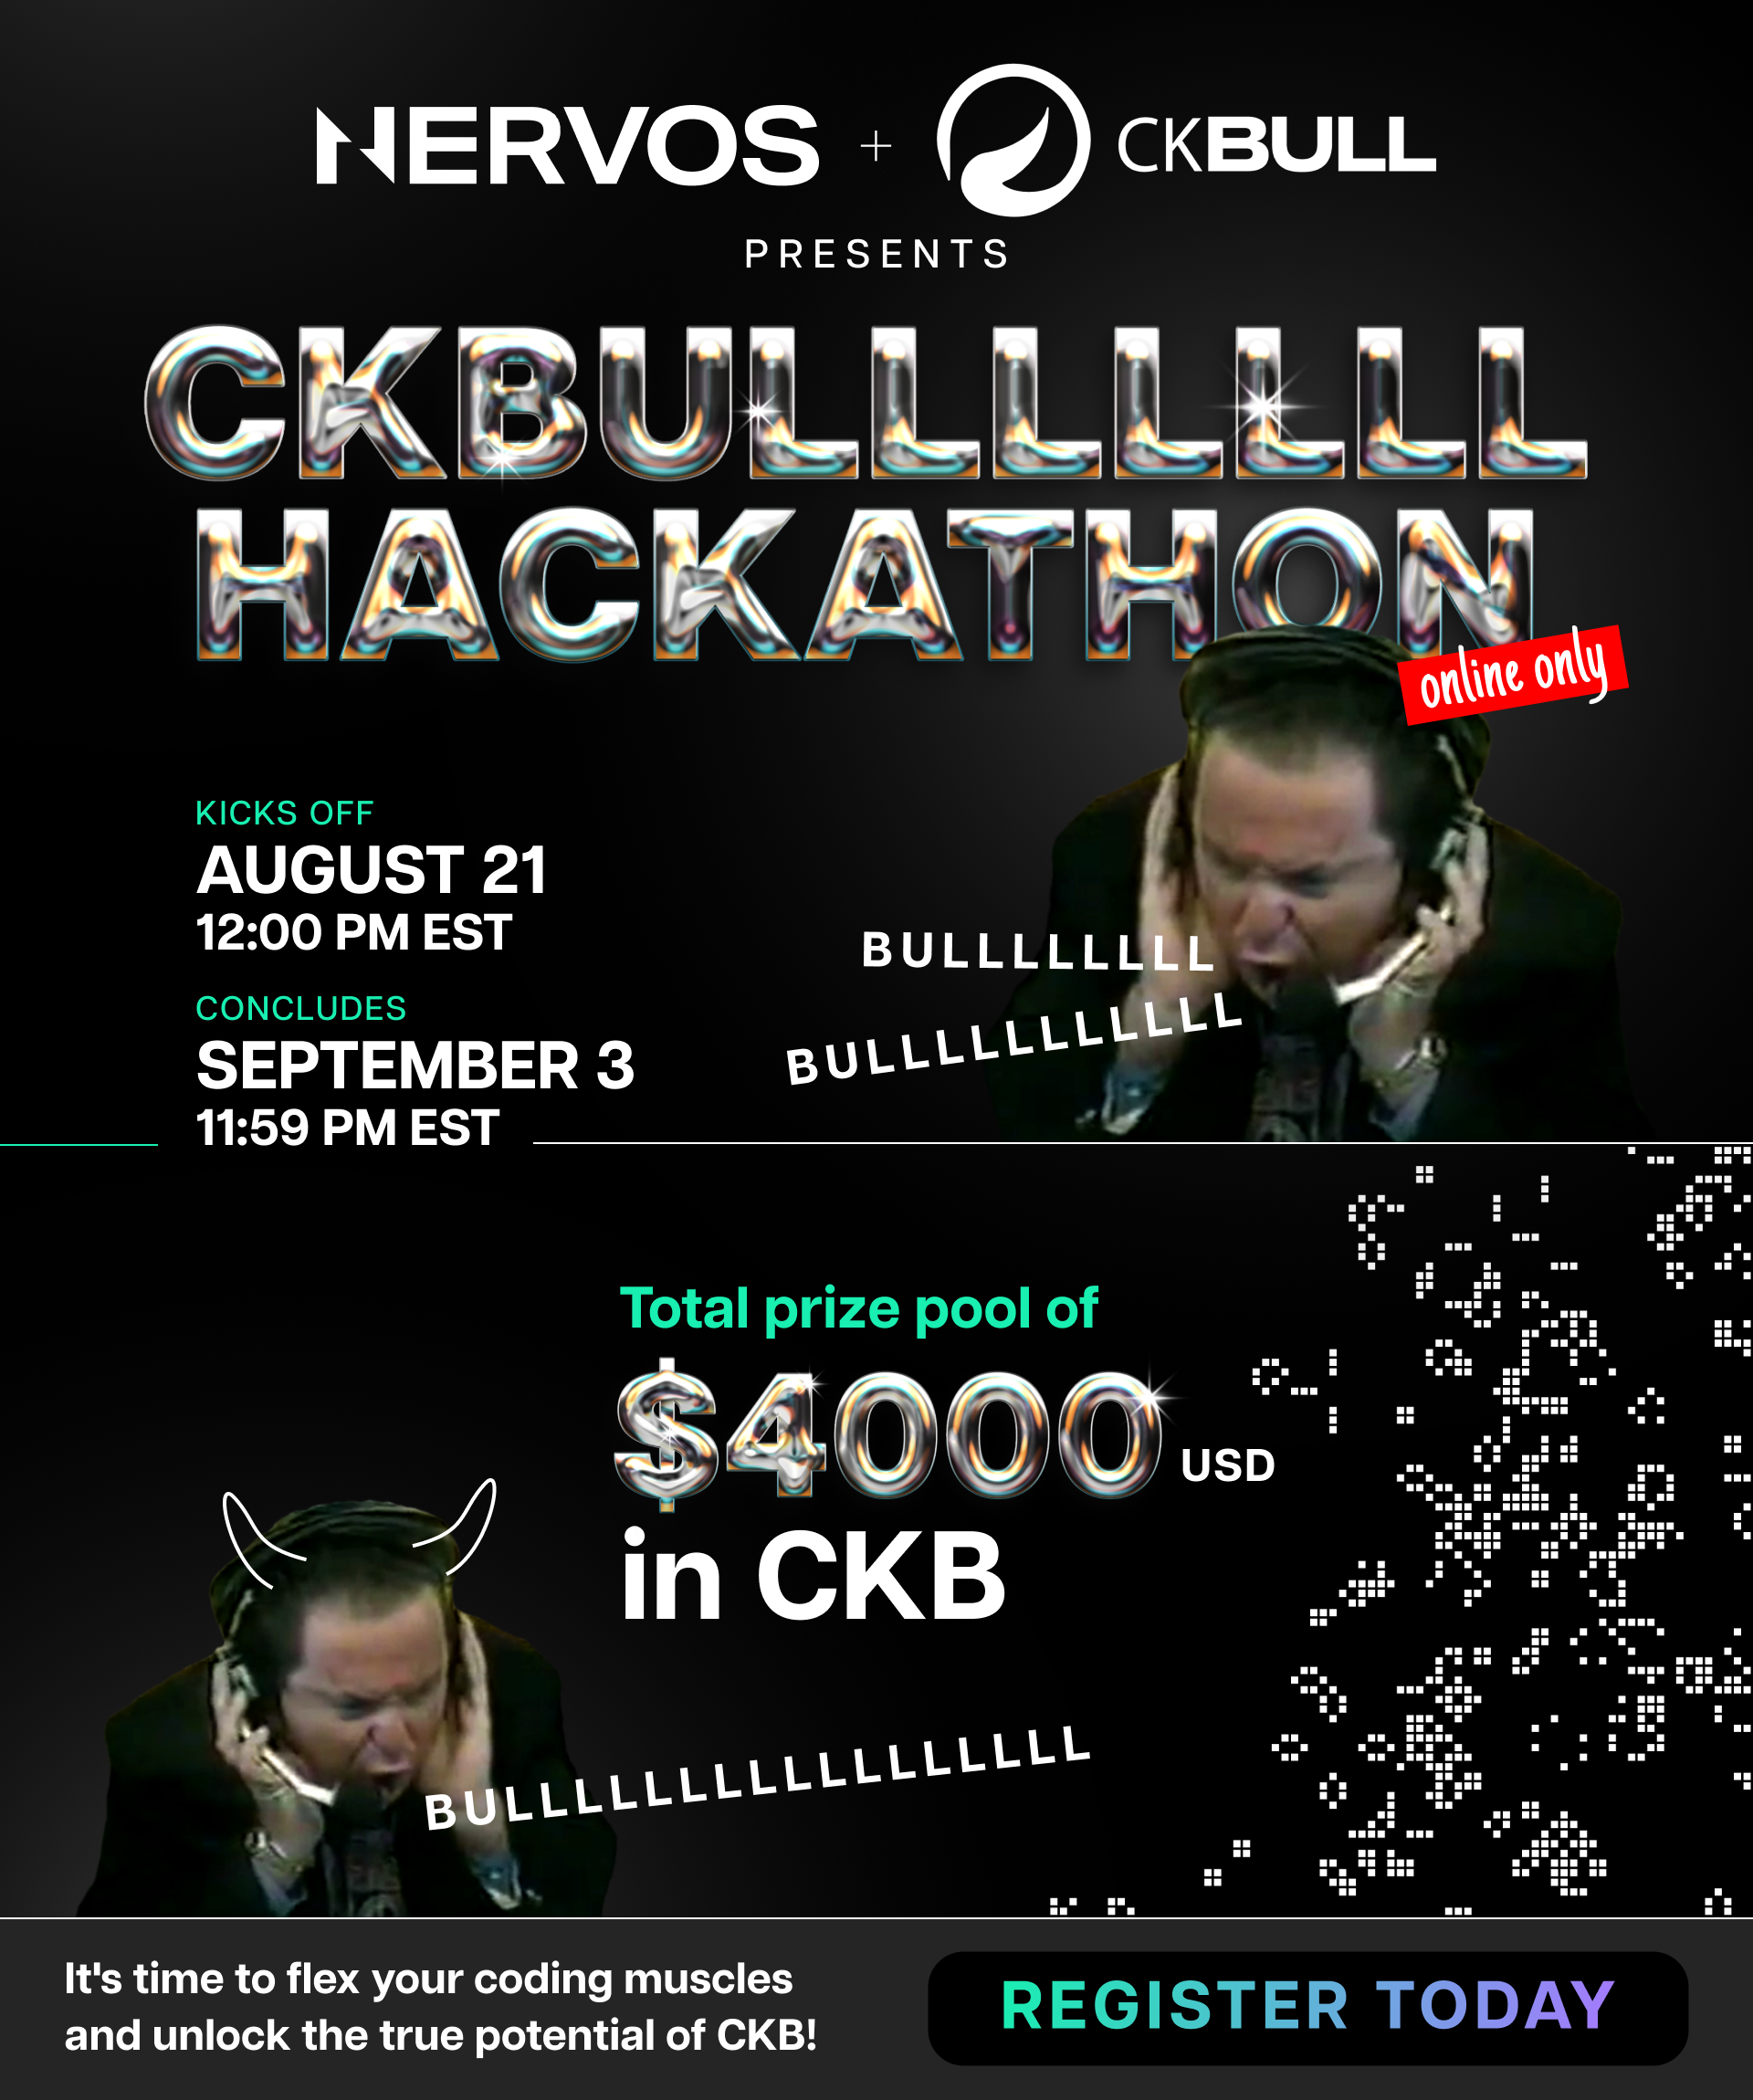 NERVOS + CKBULL
PRESENTS
CKBULLLLLLL
HACKATHON
online only
KICKS OFF
AUGUST 21
12:00 PM EST
CONCLUDES
SEPTEMBER 3
11:59 PM EST
BULLLLLLLL
BULLLLLLLLLLL
Total prize pool of
$4000 USD
in CKB
BULLLLLLLLLLLLLLLLL
It's time to flex your coding muscles
and unlock the true potential of CKB!
REGISTER TODAY